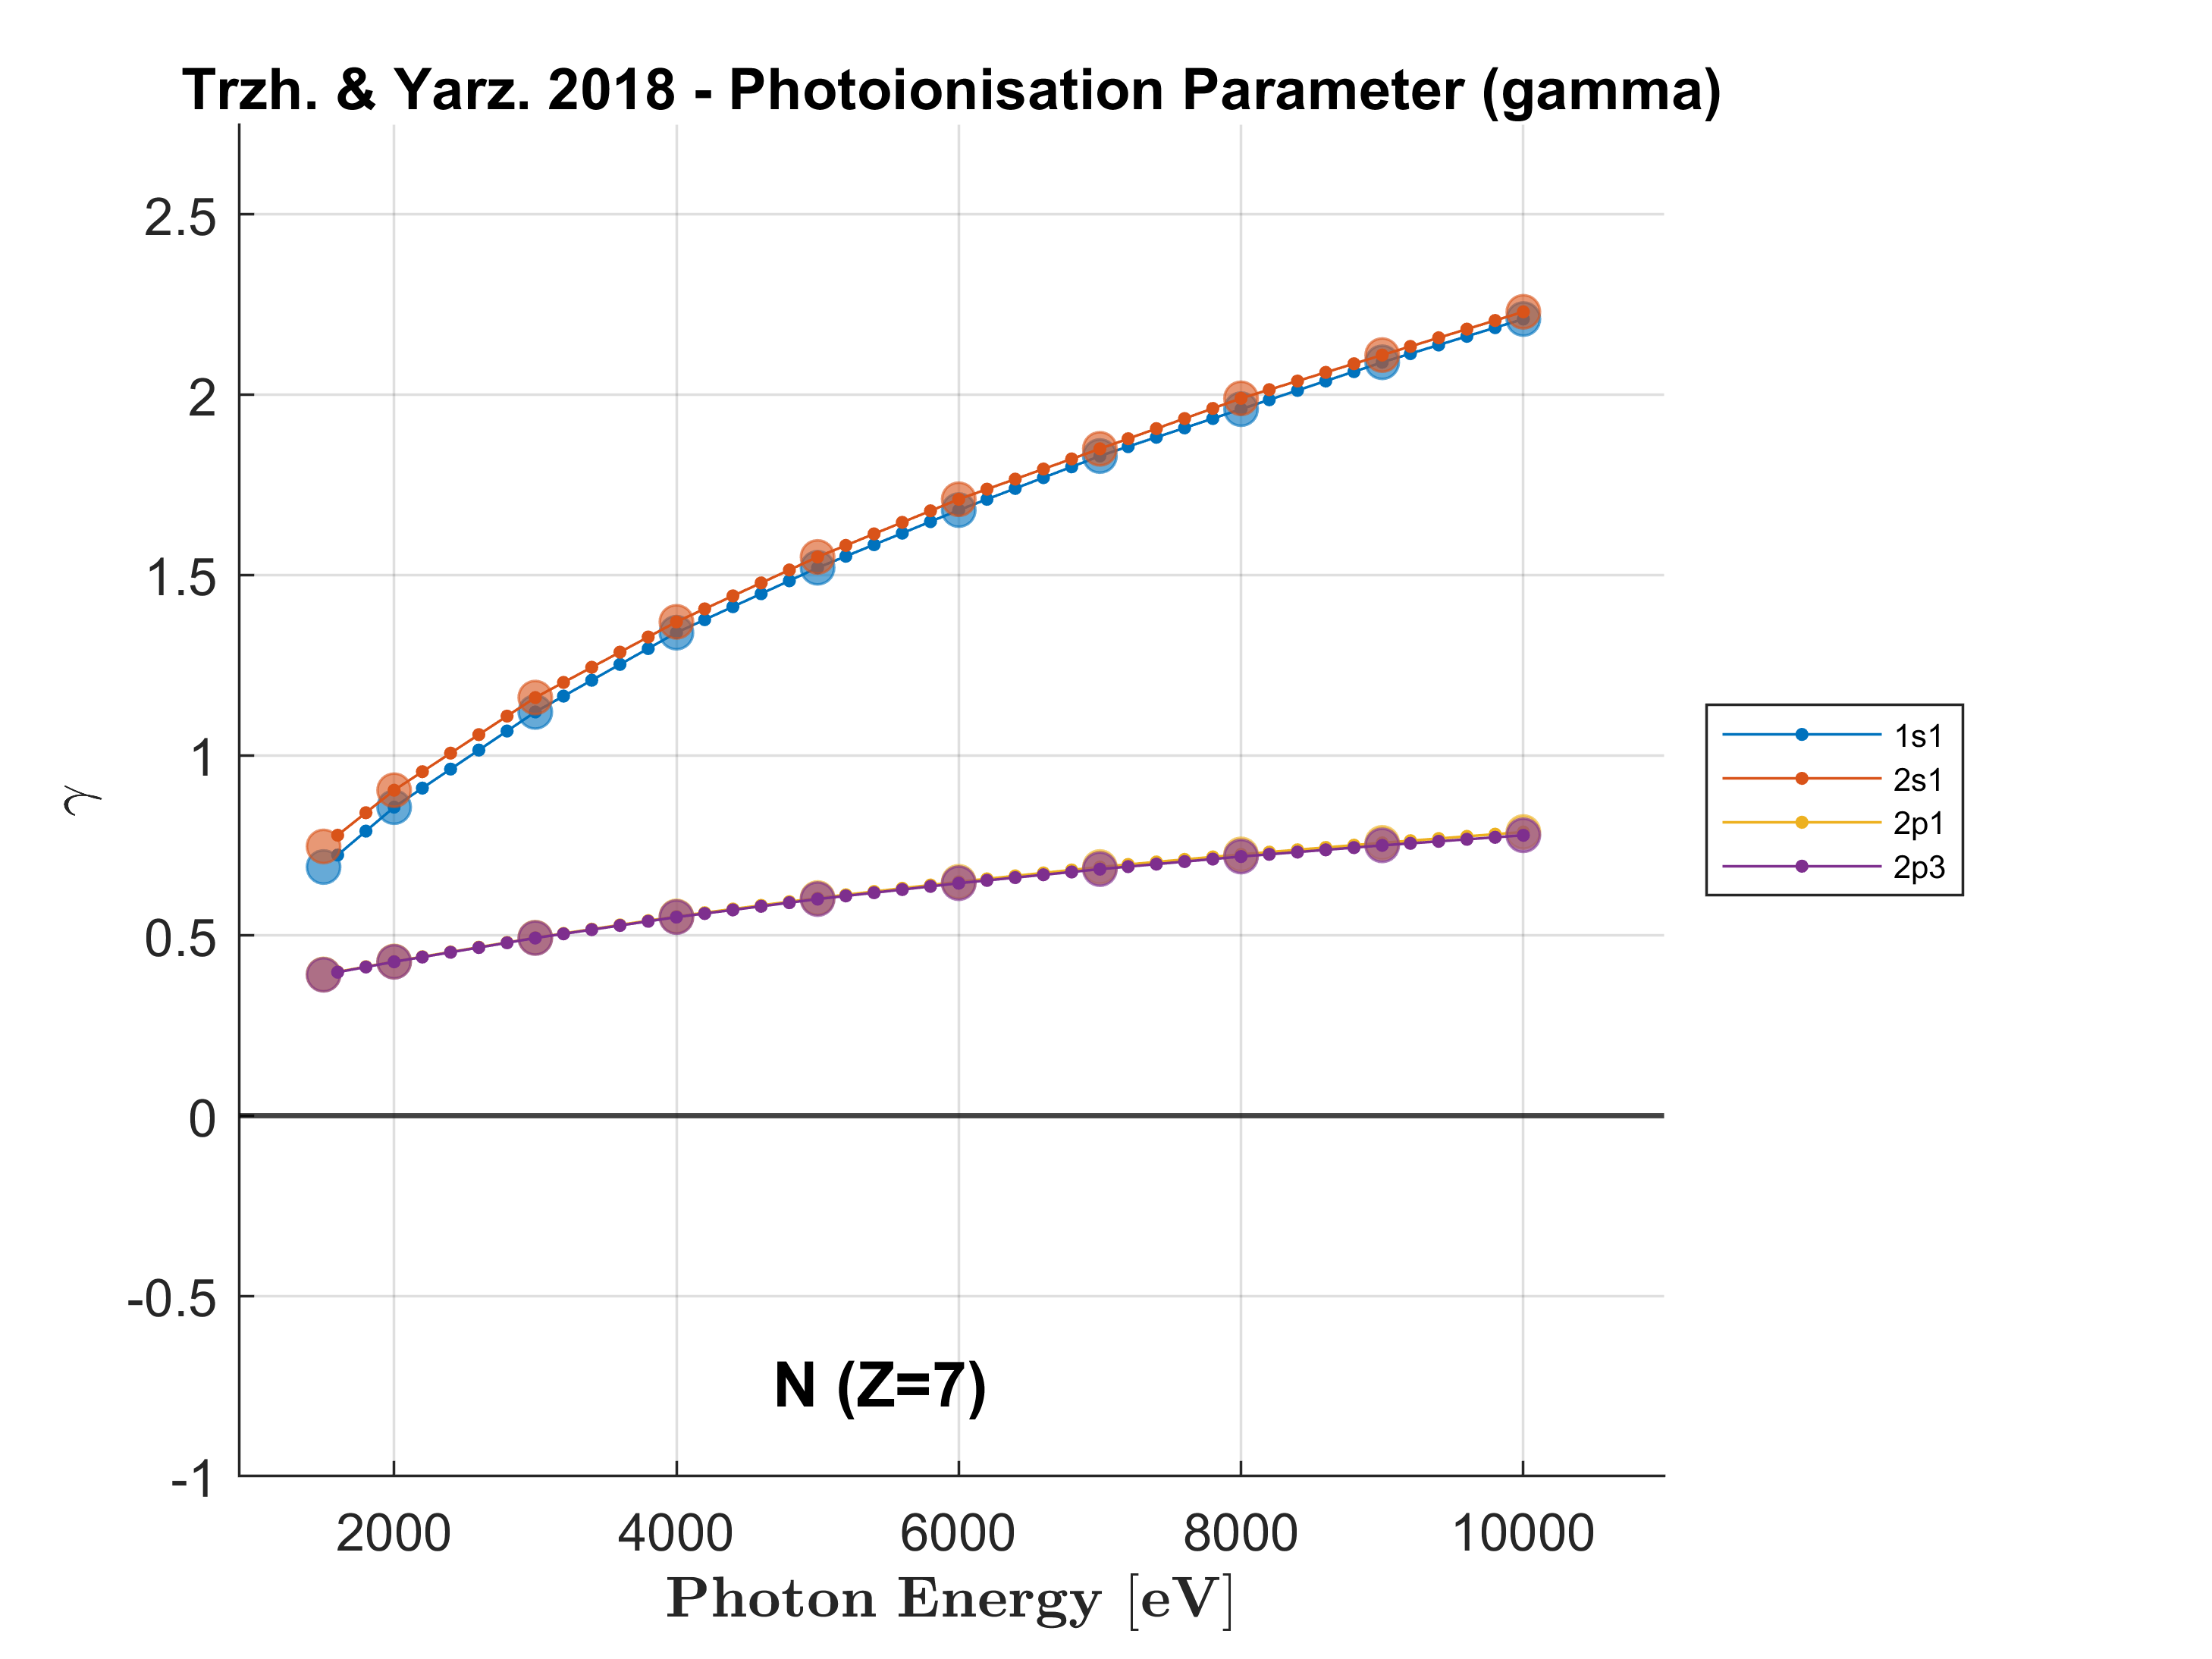 Trzh. & Yarz. 2018 - Photoionisation Parameter (gamma)
2.5
2
1.5
1
0.5
0
-0.5
-1
γ
1s1
2s1
2p1
2p3
N (Z=7)
2000 4000 6000 8000 10000
Photon Energy [eV]